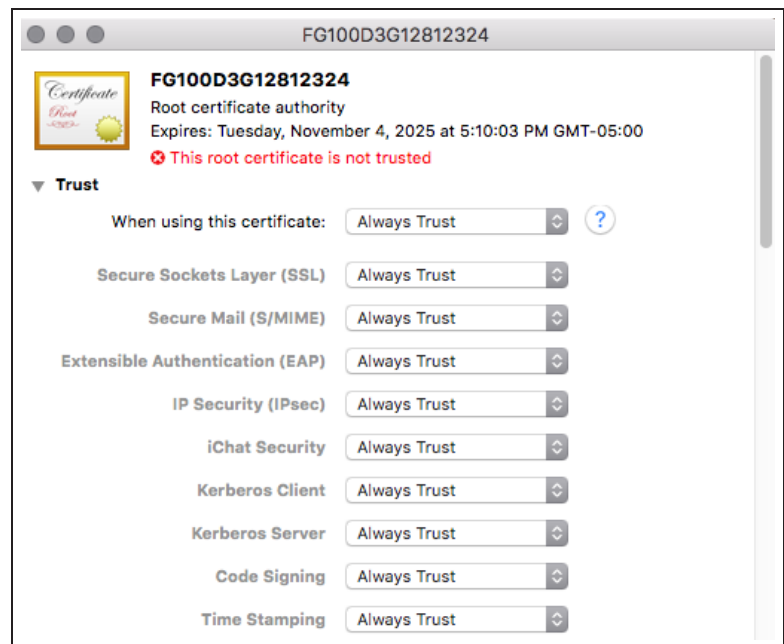 FG100D3G12812324
Certificate
Root
FG100D3G12812324
Root certificate authority
Expires: Tuesday, November 4, 2025 at 5:10:03 PM GMT-05:00
This root certificate is not trusted
Trust
When using this certificate: Always Trust ?
Secure Sockets Layer (SSL) Always Trust
Secure Mail (S/MIME) Always Trust
Extensible Authentication (EAP) Always Trust
IP Security (IPsec) Always Trust
iChat Security Always Trust
Kerberos Client Always Trust
Kerberos Server Always Trust
Code Signing Always Trust
Time Stamping Always Trust